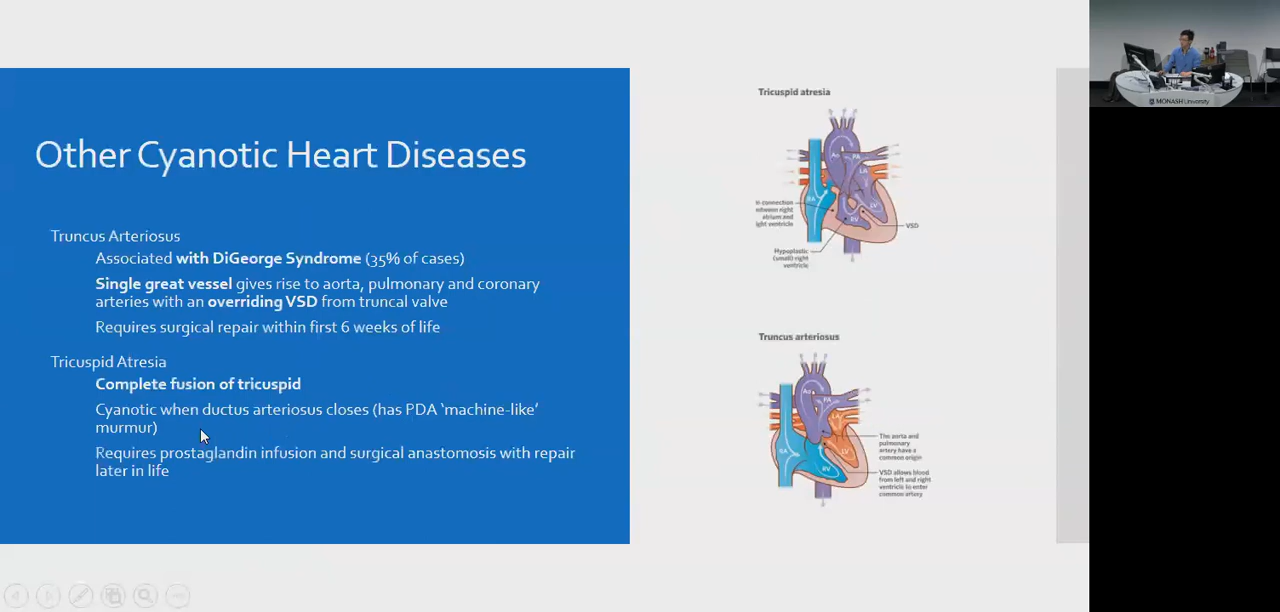 Other Cyanotic Heart Diseases
Truncus Arteriosus
Associated with DiGeorge Syndrome (35% of cases)
Single great vessel gives rise to aorta, pulmonary and coronary
arteries with an overriding VSD from truncal valve
Requires surgical repair within first 6 weeks of life
Tricuspid Atresia
Complete fusion of tricuspid
Cyanotic when ductus arteriosus closes (has PDA ‘machine-like’
murmur)
Requires prostaglandin infusion and surgical anastomosis with repair
later in life
Tricuspid atresia
Ao
PA
LA
RA
LV
RV
connection
between right
atrium and
ight ventricle
VSD
Hypoplastic
(small) right
ventricle
Truncus arteriosus
Ao
PA
LA
The aorta and
pulmonary
artery have a
common origin
LV
RA
RV
VSD allows blood
from left and right
ventricle to enter
common artery
MONASH University